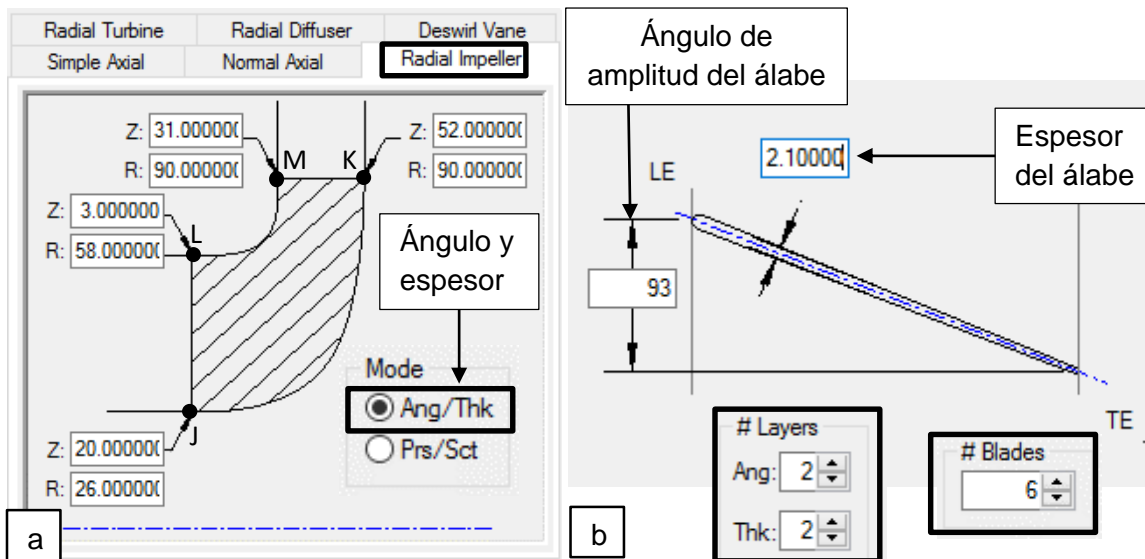 Radial Turbine Radial Diffuser Deswirl Vane
Simple Axial Normal Axial Radial Impeller
Z: 31.000000 M K Z: 52.000000
R: 90.000000 R: 90.000000
Z: 3.000000 L
R: 58.000000
Ángulo y
espesor
Mode
Ang/Thk
Prs/Sct
J
Z: 20.000000
R: 26.000000
a
Ángulo de
amplitud del álabe
LE
2.10000
Espesor
del álabe
93
TE
# Layers
Ang: 2
Thk: 2
# Blades
6
b